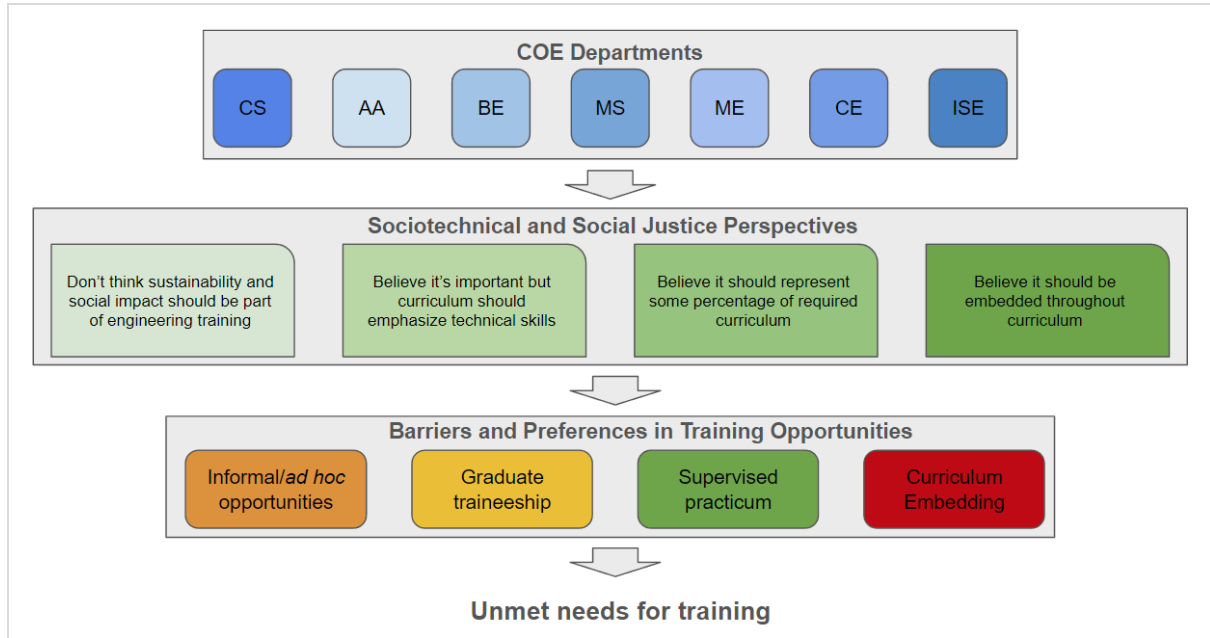 COE Departments
CS AA BE MS ME CE ISE
Sociotechnical and Social Justice Perspectives
Don't think sustainability and
social impact should be part
of engineering training
Believe it's important but
curriculum should
emphasize technical skills
Believe it should represent
some percentage of required
curriculum
Believe it should be
embedded throughout
curriculum
Barriers and Preferences in Training Opportunities
Informal/ad hoc
opportunities
Graduate
traineeship
Supervised
practicum
Curriculum
Embedding
Unmet needs for training